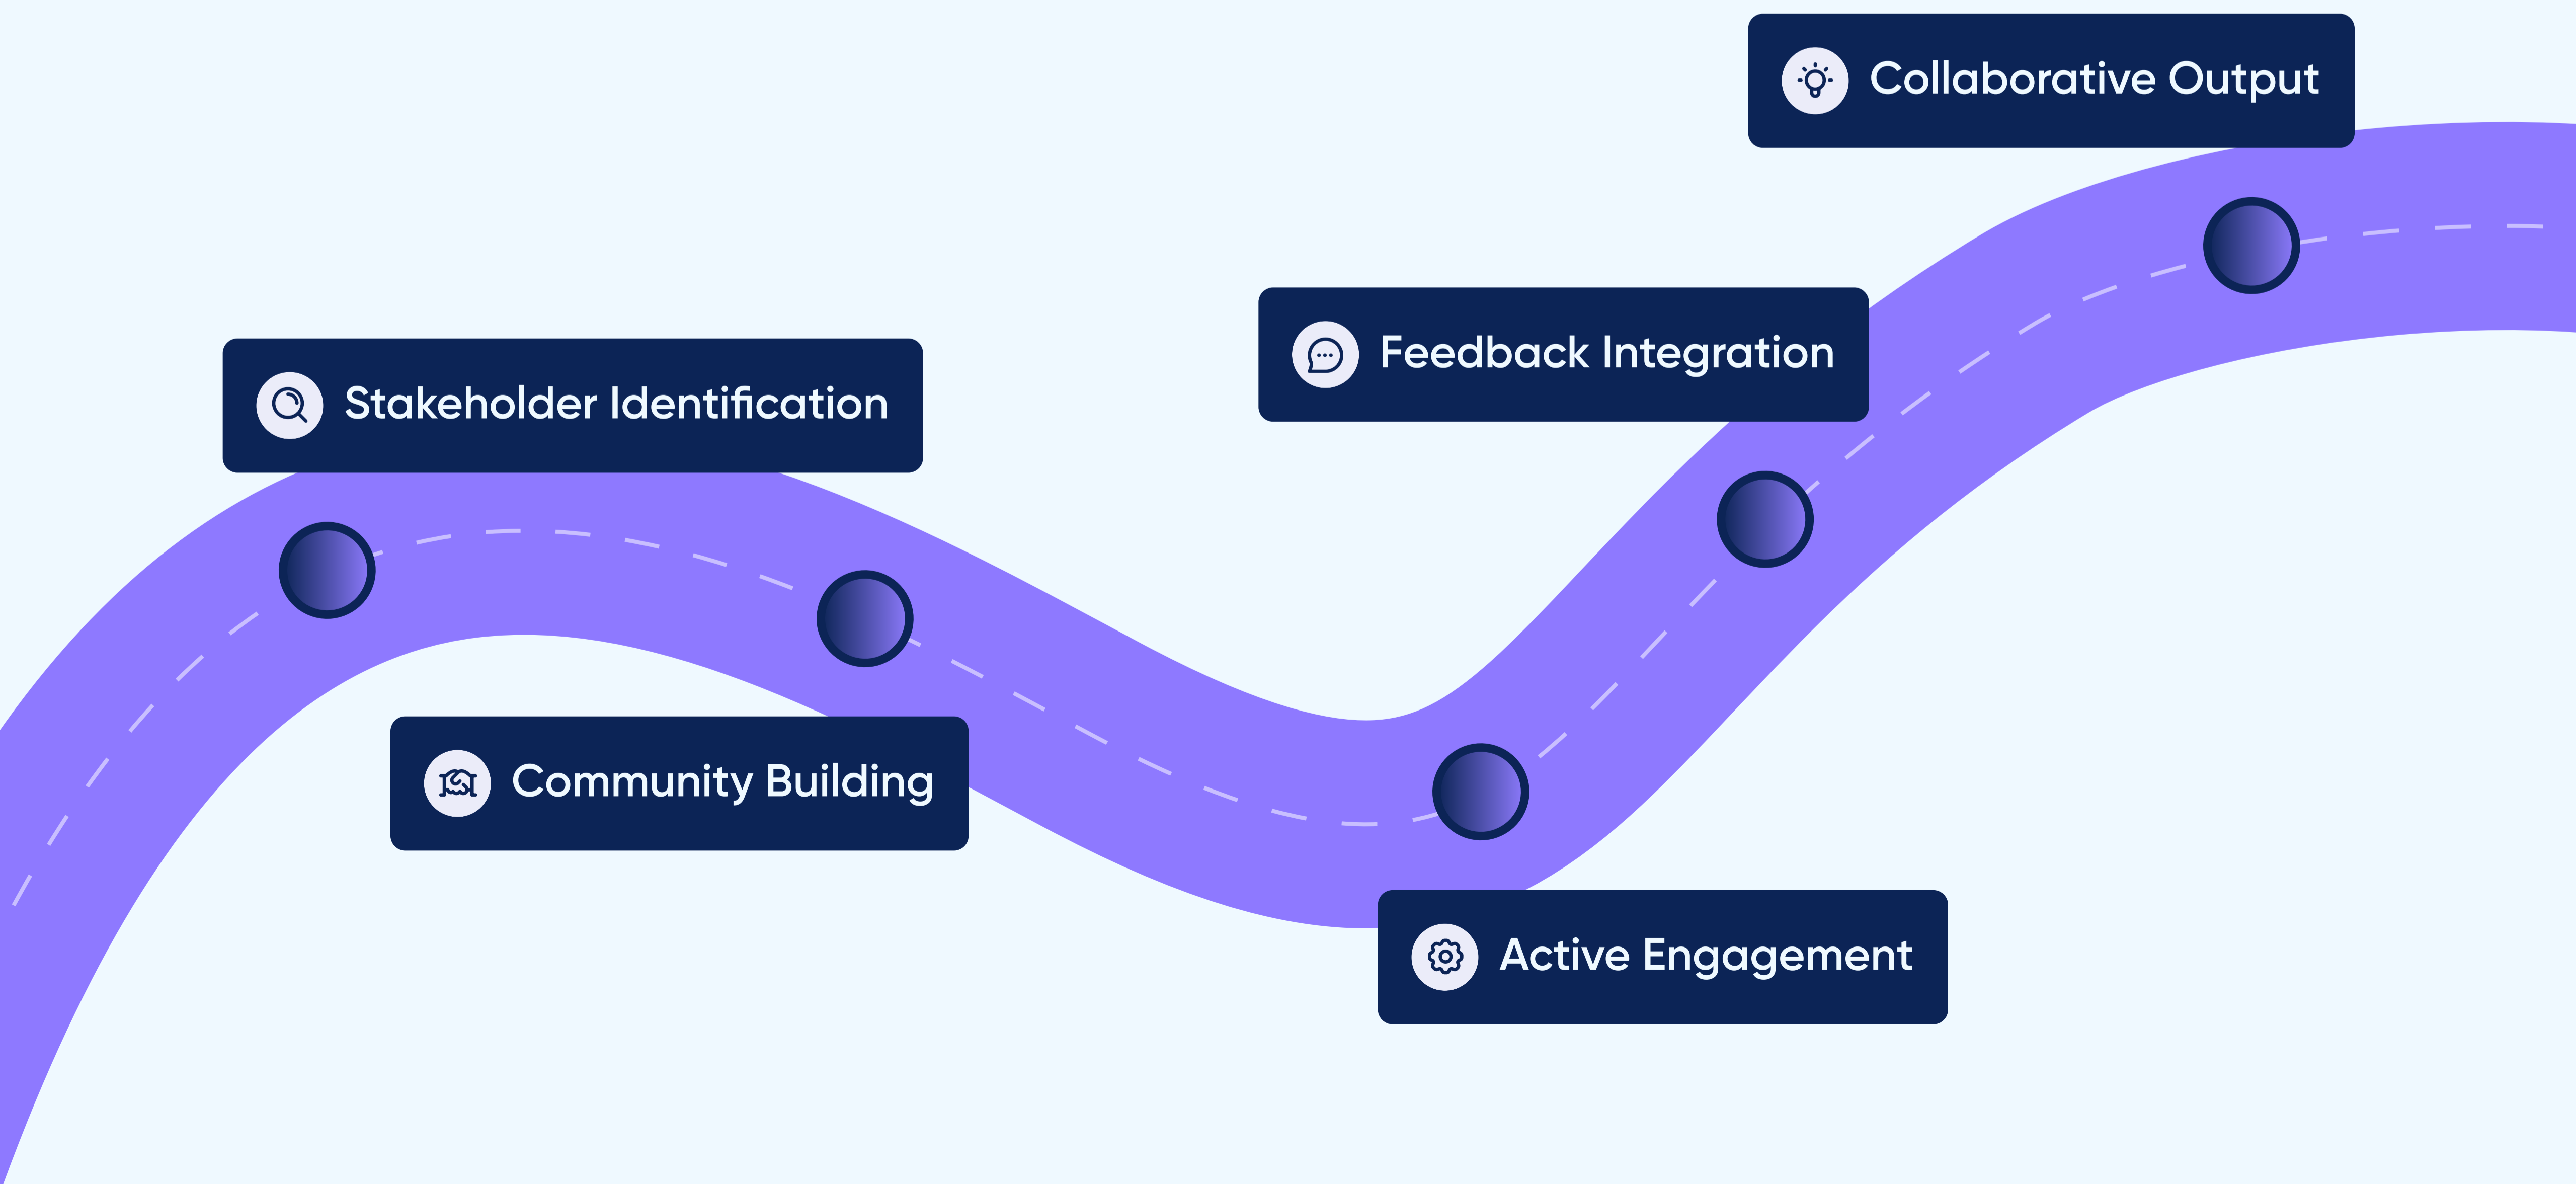 Stakeholder Identification
Community Building
Active Engagement
Feedback Integration
Collaborative Output